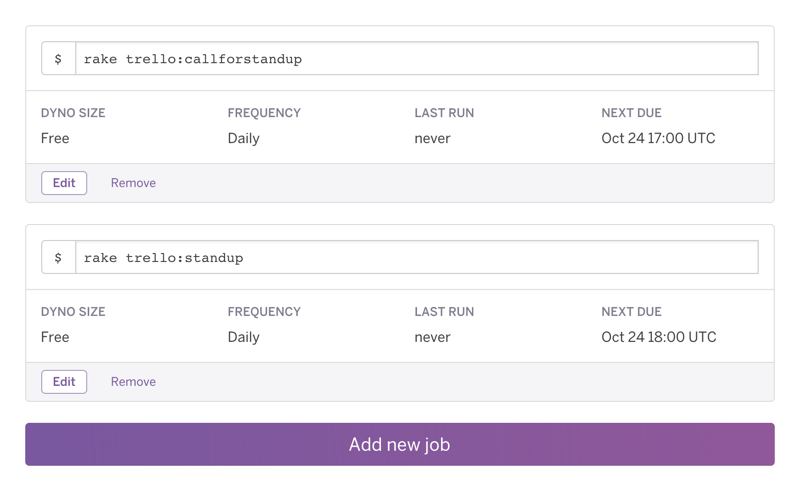 $ rake trello:callforstandup
DYNO SIZE FREQUENCY LAST RUN NEXT DUE
Free Daily never Oct 24 17:00 UTC
Edit Remove
$ rake trello:standup
DYNO SIZE FREQUENCY LAST RUN NEXT DUE
Free Daily never Oct 24 18:00 UTC
Edit Remove
Add new job